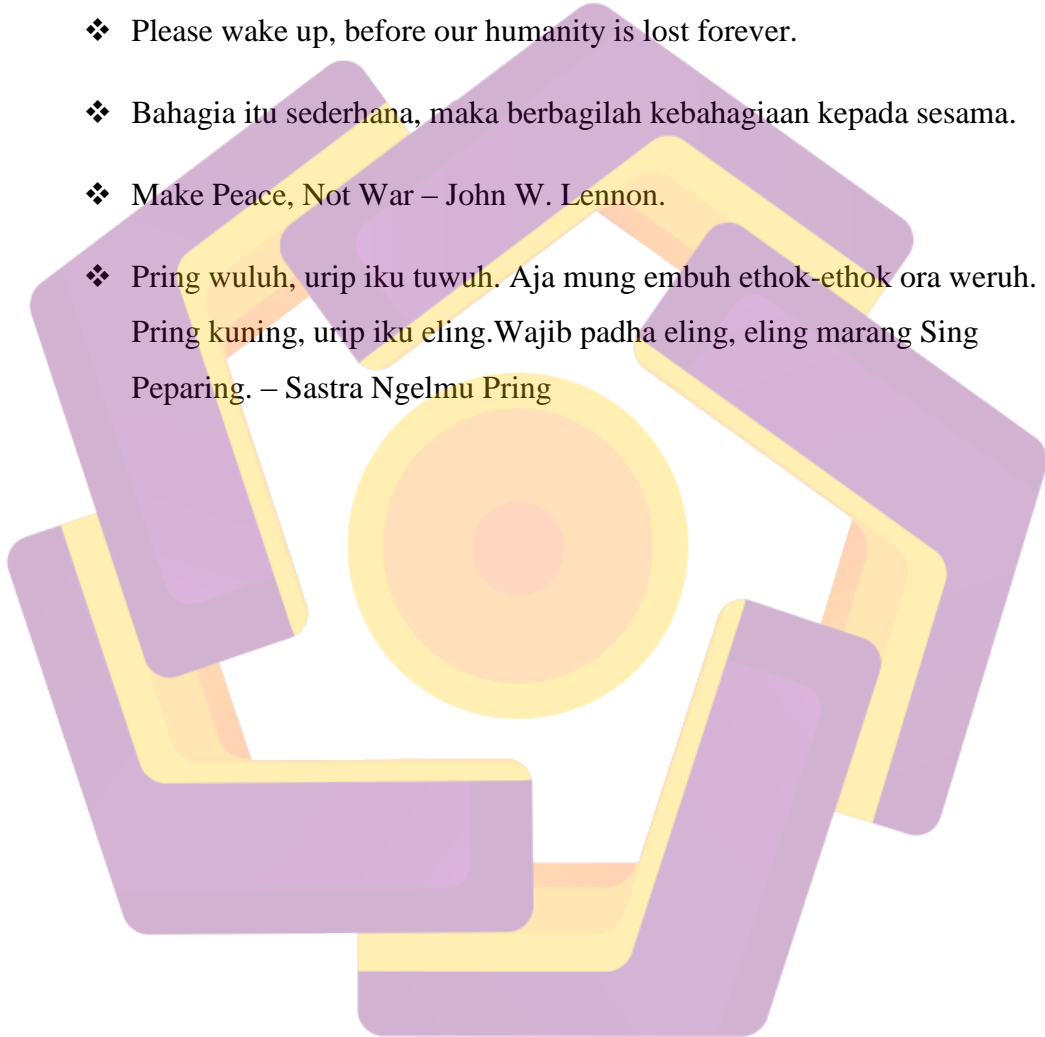 ❖ Please wake up, before our humanity is lost forever.
❖ Bahagia itu sederhana, maka berbagilah kebahagiaan kepada sesama.
❖ Make Peace, Not War – John W. Lennon.
❖ Pring wuluh, urip iku tuwuh. Aja mung embuh ethok-ethok ora weruh.
Pring kuning, urip iku eling.Wajib padha eling, eling marang Sing
Peparing. – Sastra Ngelmu Pring